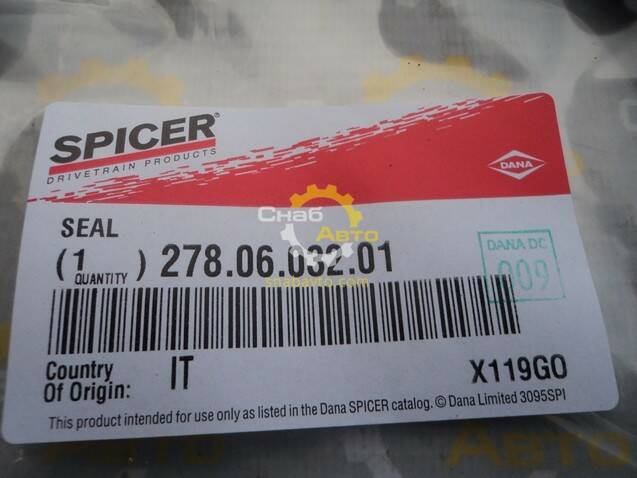 SPICER®
DRIVETRAIN PRODUCTS
DANA
SEAL
(1) 278.06.032.01
QUANTITY
DANA DC
009
Снаб
Авто
snabavto.com
Country
Of Origin:
IT
X119GO
This product intended for use only as listed in the Dana SPICER catalog. © Dana Limited 3095SPI
Авто